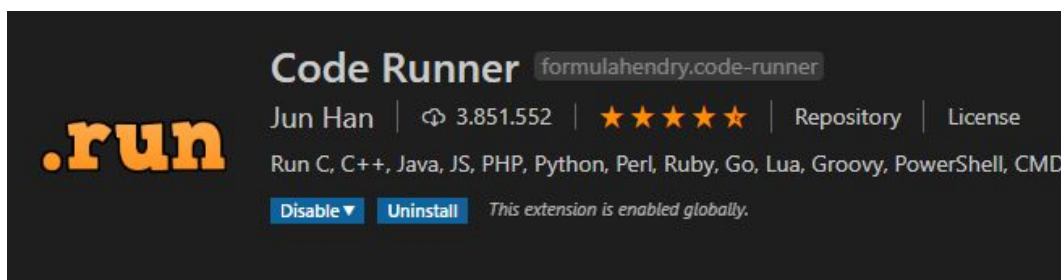 Code Runner formulahendry.code-runner
.run
Jun Han | 3.851.552 | Repository | License
Run C, C++, Java, JS, PHP, Python, Perl, Ruby, Go, Lua, Groovy, PowerShell, CMD
Disable Uninstall This extension is enabled globally.